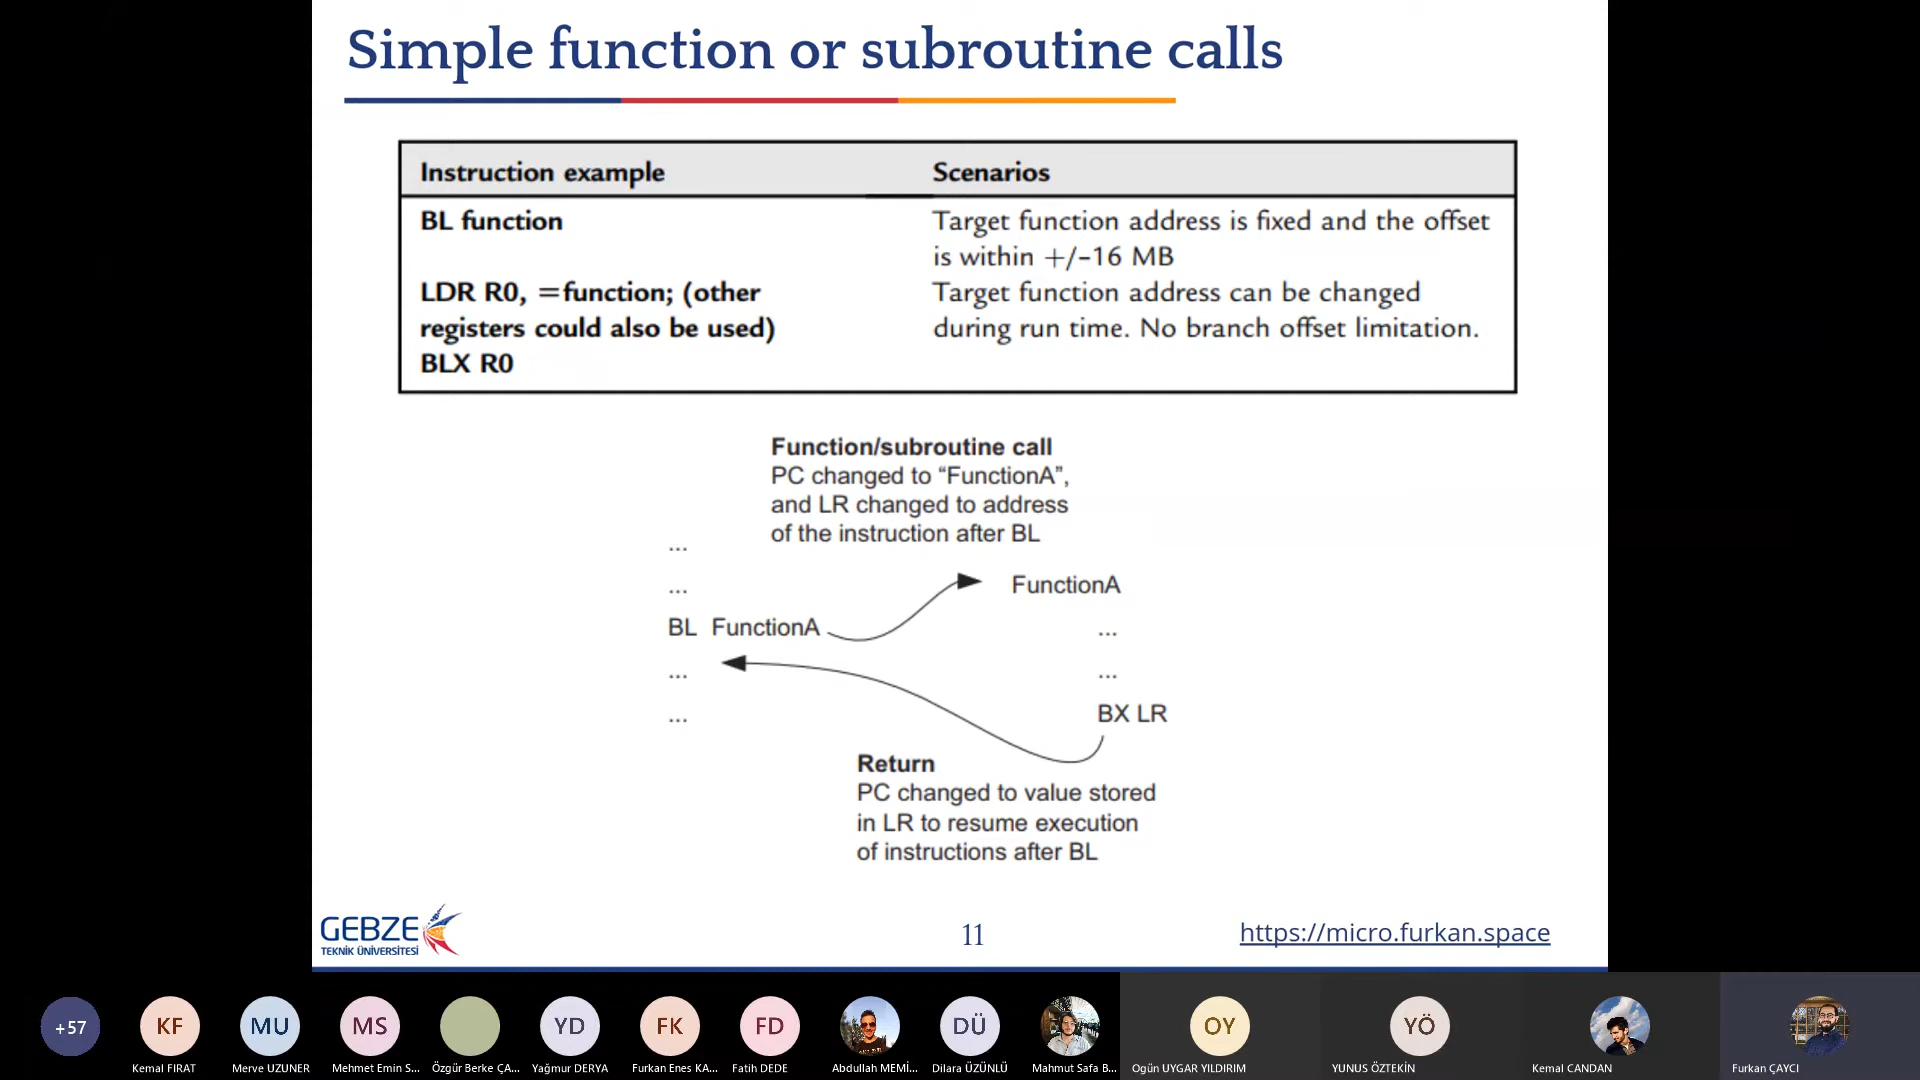 Simple function or subroutine calls
Instruction example
Scenarios
BL function
Target function address is fixed and the offset
is within +/-16 MB
LDR R0, =function; (other
registers could also be used)
BLX R0
Target function address can be changed
during run time. No branch offset limitation.
Function/subroutine call
PC changed to “FunctionA”,
and LR changed to address
of the instruction after BL
...
...
BL FunctionA
...
...
FunctionA
...
...
BX LR
Return
PC changed to value stored
in LR to resume execution
of instructions after BL
GEBZE
TEKNİK ÜNİVERSİTESİ
11
https://micro.furkan.space
+57
KF
MU
MS
YD
FK
FD
DÜ
OY
YÖ
Kemal FIRAT
Merve UZUNER
Mehmet Emin S...
Özgür Berke ÇA...
Yağmur DERYA
Furkan Enes KA...
Fatih DEDE
Abdullah MEMİ...
Dilara ÜZÜNLÜ
Mahmut Safa B...
Ogün UYGAR YILDIRIM
YUNUS ÖZTEKİN
Kemal CANDAN
Furkan ÇAYCI